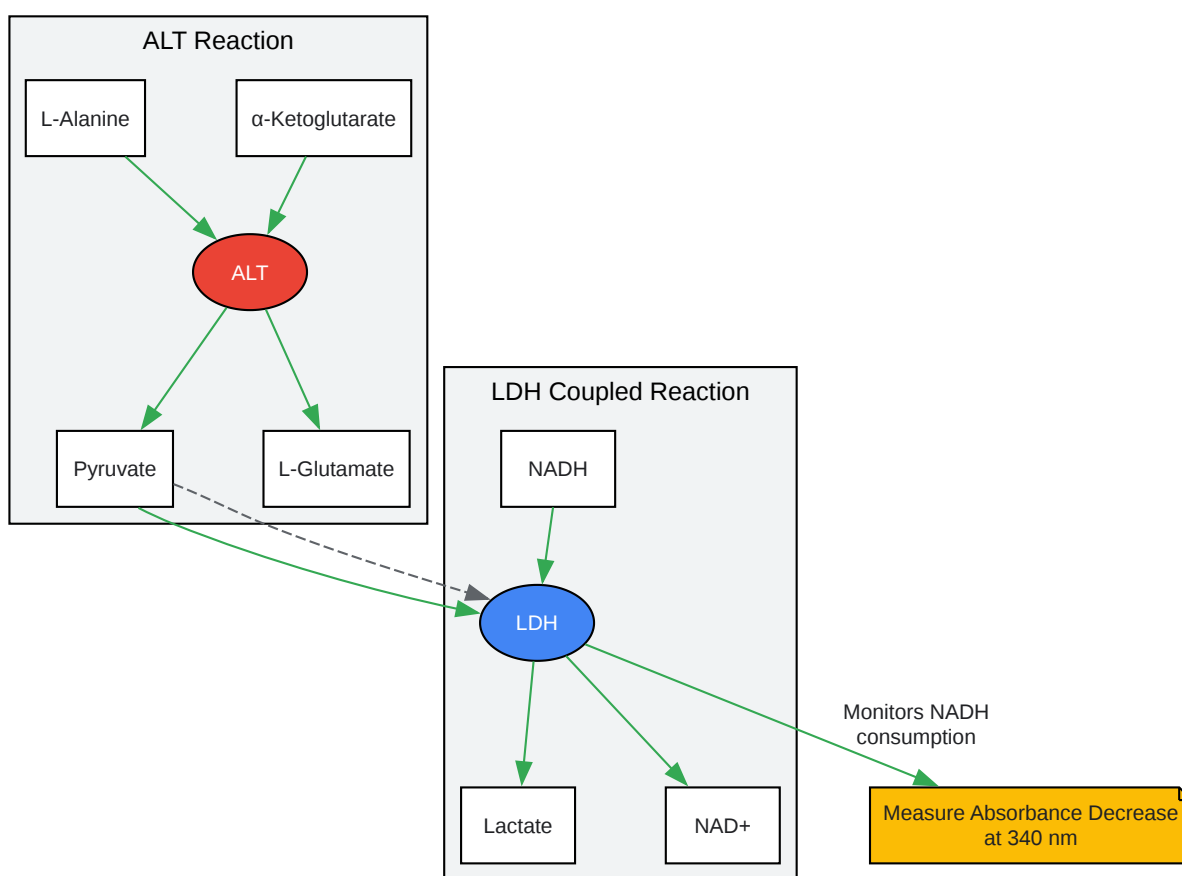 ALT Reaction
L-Alanine
α-Ketoglutarate
ALT
Pyruvate
L-Glutamate
LDH Coupled Reaction
NADH
LDH
Monitors NADH
consumption
Lactate
NAD+
Measure Absorbance Decrease
at 340 nm